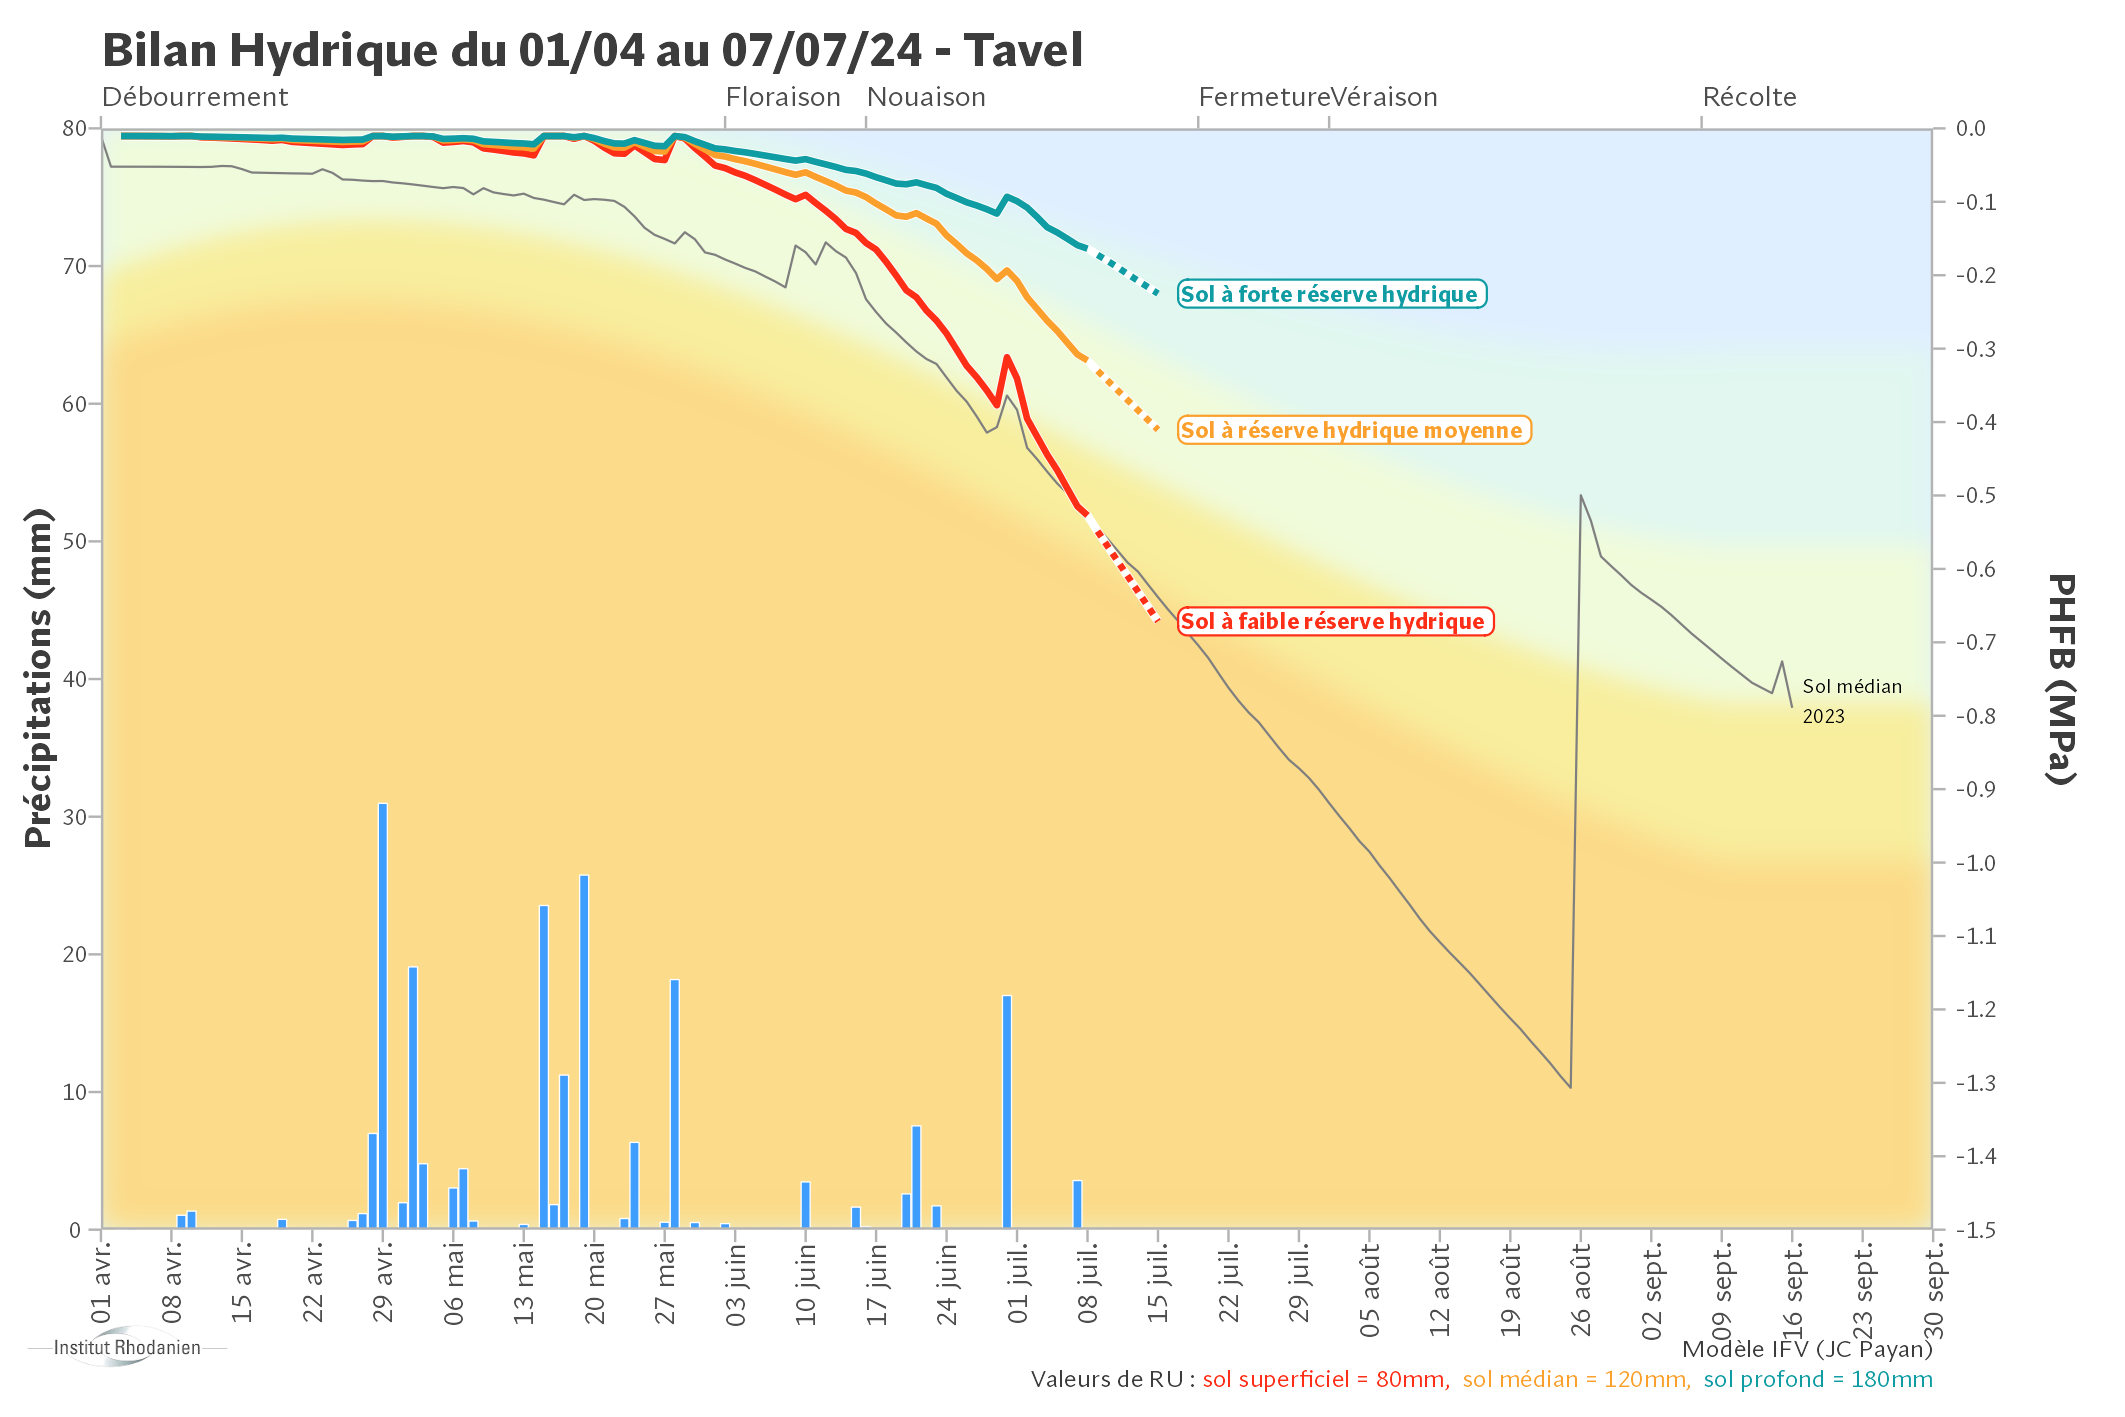 Bilan Hydrique du 01/04 au 07/07/24 - Tavel
Débourrement Floraison Nouaison Fermeture Véraison Récolte
Précipitations (mm)
80
70
60
50
40
30
20
10
0
0.0
-0.1
-0.2
-0.3
-0.4
-0.5
-0.6
-0.7
-0.8
-0.9
-1.0
-1.1
-1.2
-1.3
-1.4
-1.5
PHFB (MPa)
Sol à forte réserve hydrique
Sol à réserve hydrique moyenne
Sol à faible réserve hydrique
Sol médian
2023
01 avr.
08 avr.
15 avr.
22 avr.
29 avr.
06 mai
13 mai
20 mai
27 mai
03 juin
10 juin
17 juin
24 juin
01 juil.
08 juil.
15 juil.
22 juil.
29 juil.
05 août
12 août
19 août
26 août
02 sept.
09 sept.
16 sept.
23 sept.
30 sept.
Institut Rhodanien
Modèle IFV (JC Payan)
Valeurs de RU : sol superficiel = 80mm, sol médian = 120mm, sol profond = 180mm